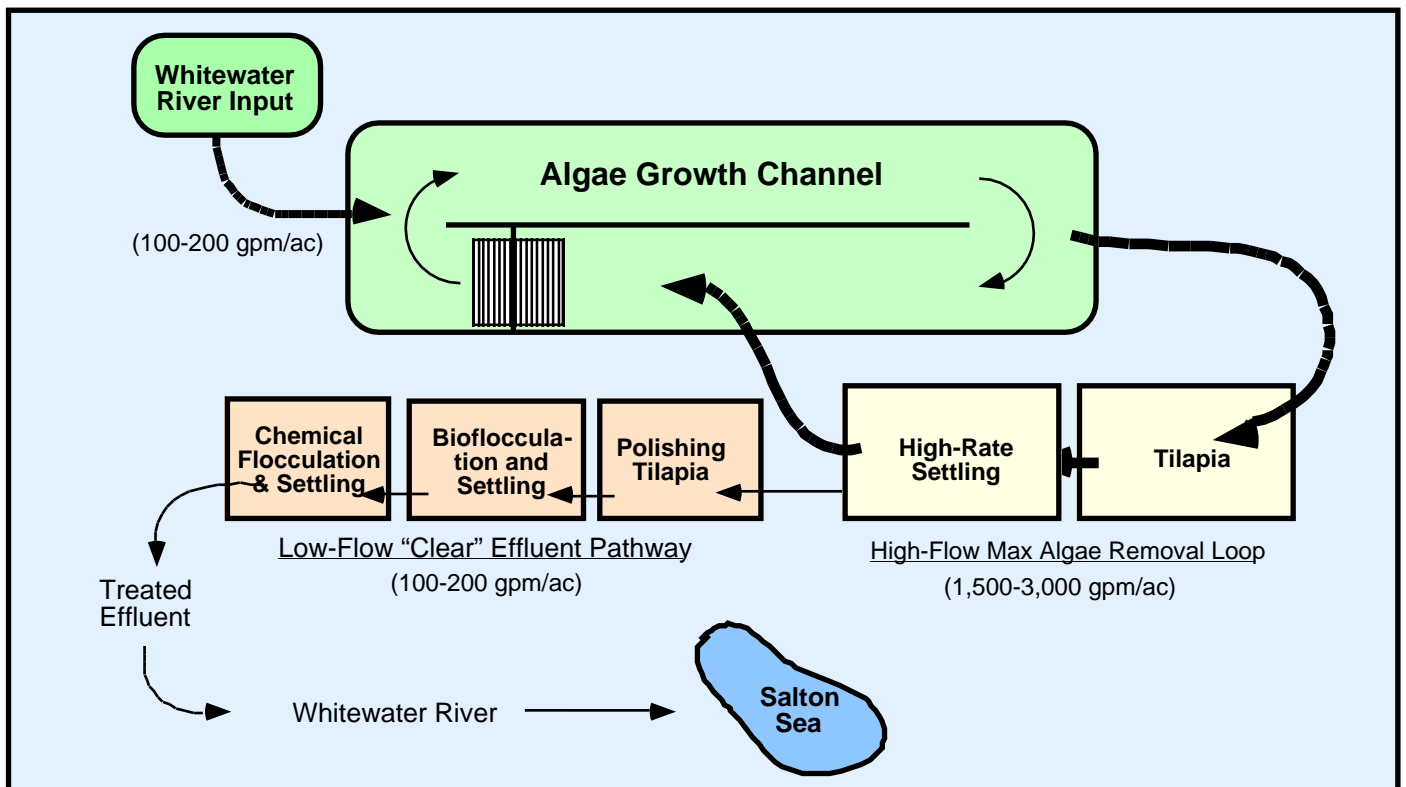 Whitewater
River Input
(100-200 gpm/ac)
Algae Growth Channel
Chemical
Flocculation
& Settling
Biofloccula-
tion and
Settling
Polishing
Tilapia
High-Rate
Settling
Tilapia
Low-Flow “Clear” Effluent Pathway
(100-200 gpm/ac)
High-Flow Max Algae Removal Loop
(1,500-3,000 gpm/ac)
Treated
Effluent
Whitewater River
Salton
Sea